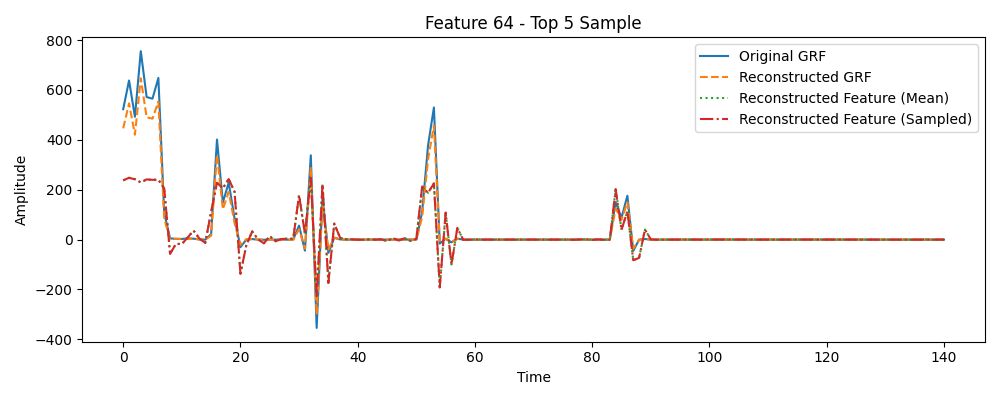 Feature 64 - Top 5 Sample
Original GRF
Reconstructed GRF
Reconstructed Feature (Mean)
Reconstructed Feature (Sampled)
Amplitude
800
600
400
200
0
−200
−400
0 20 40 60 80 100 120 140
Time